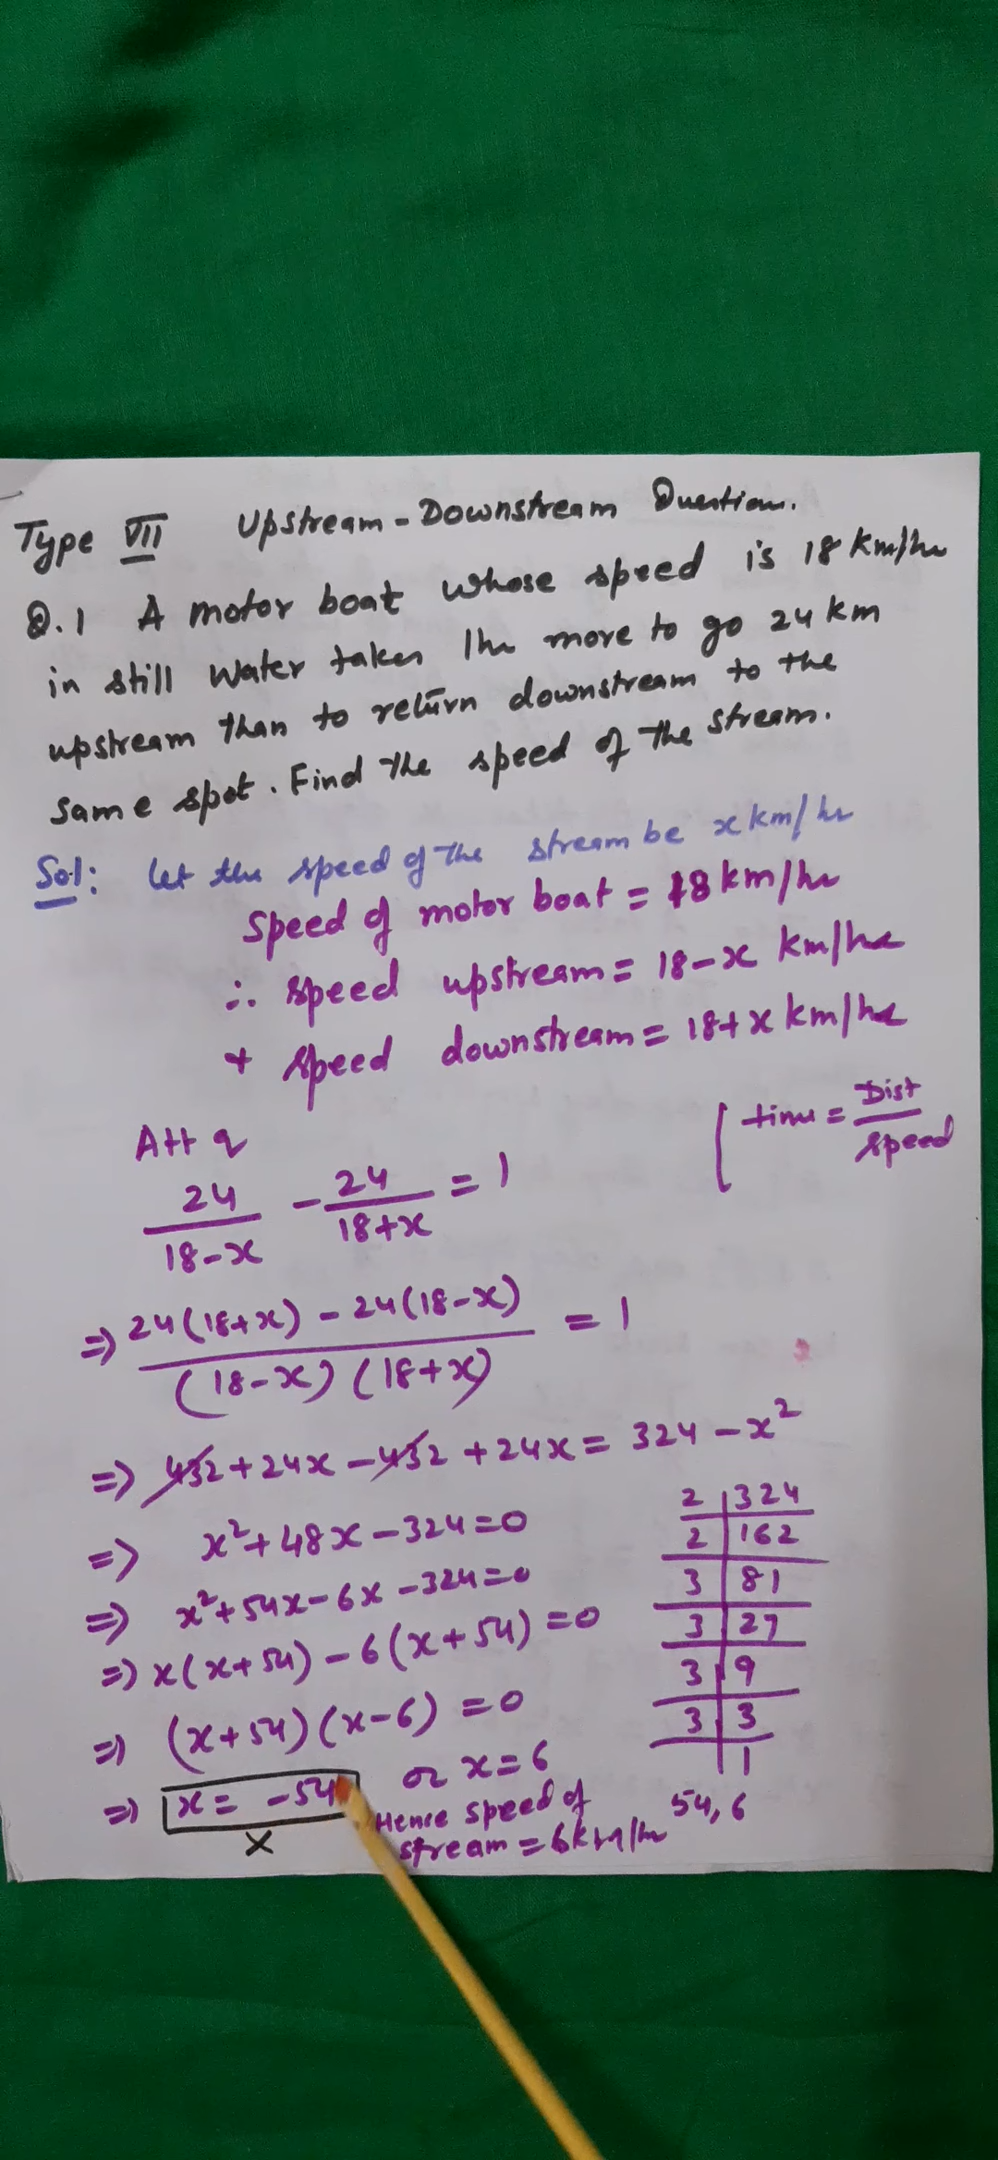 Type VII Upstream-Downstream Question.
Q.1 A motor boat whose speed is 18 km/hr
in still water takes 1hr more to go 24 km
upstream than to return downstream to the
same spot. Find the speed of the stream.
Sol: Let the speed of the stream be x km/hr
Speed of motor boat = 18 km/hr
∴ speed upstream = 18-x km/hr
+ speed downstream = 18+x km/hr
time = Dist/speed
Att q
24/(18-x) - 24/(18+x) = 1
⇒ (24(18+x) - 24(18-x))/((18-x)(18+x)) = 1
⇒ 432 + 24x - 432 + 24x = 324 - x²
⇒ x² + 48x - 324 = 0
⇒ x² + 54x - 6x - 324 = 0
⇒ x(x+54) - 6(x+54) = 0
⇒ (x+54)(x-6) = 0
⇒ x = -54 or x = 6
X
Hence speed of
stream = 6km/hr
2 | 324
2 | 162
3 | 81
3 | 27
3 | 9
3 | 3
1
54, 6